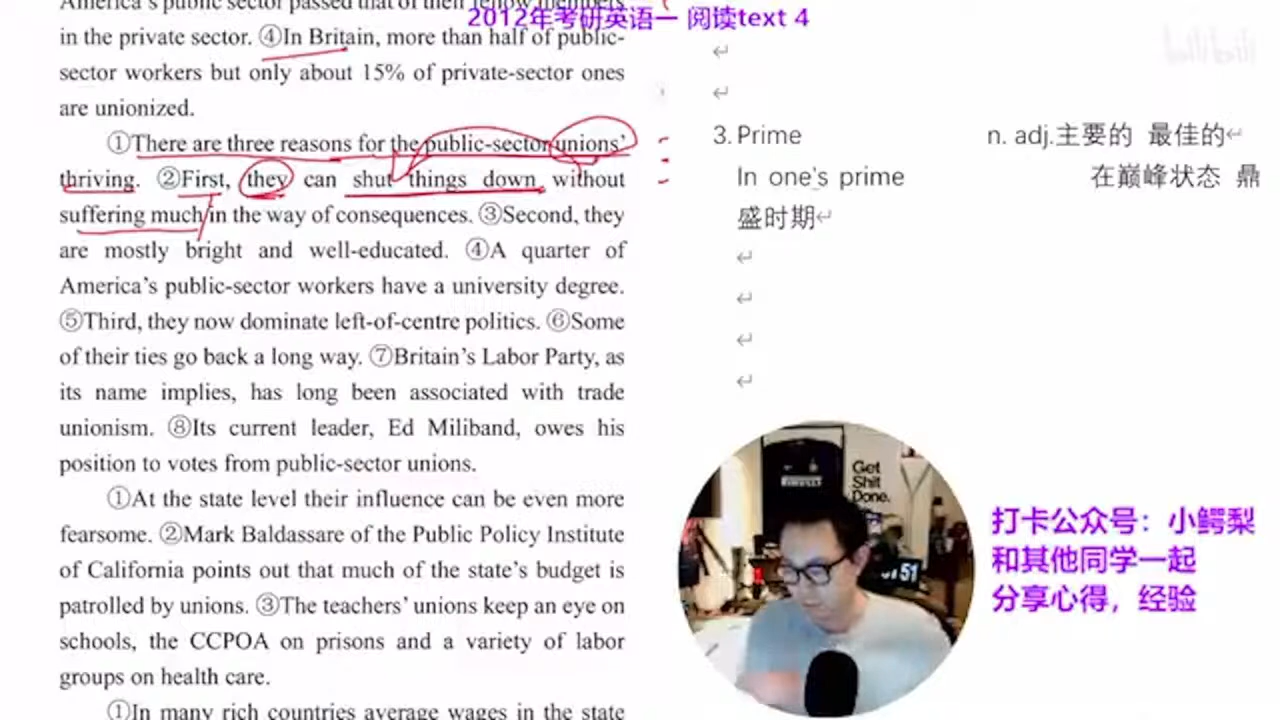 America's public sector passed that of their fellow members
2012年考研英语一 阅读text 4
in the private sector. ④In Britain, more than half of public-
sector workers but only about 15% of private-sector ones
are unionized.
①There are three reasons for the public-sector unions'
thriving. ②First, they can shut things down without
suffering much in the way of consequences. ③Second, they
are mostly bright and well-educated. ④A quarter of
America's public-sector workers have a university degree.
⑤Third, they now dominate left-of-centre politics. ⑥Some
of their ties go back a long way. ⑦Britain's Labor Party, as
its name implies, has long been associated with trade
unionism. ⑧Its current leader, Ed Miliband, owes his
position to votes from public-sector unions.
①At the state level their influence can be even more
fearsome. ②Mark Baldassare of the Public Policy Institute
of California points out that much of the state's budget is
patrolled by unions. ③The teachers' unions keep an eye on
schools, the CCPOA on prisons and a variety of labor
groups on health care.
①In many rich countries average wages in the state
bilibili
3. Prime n. adj.主要的 最佳的
In one's prime 在巅峰状态 鼎
盛时期
PIRELLI
Get
Shit
Done.
51
打卡公众号：小鳄梨
和其他同学一起
分享心得，经验